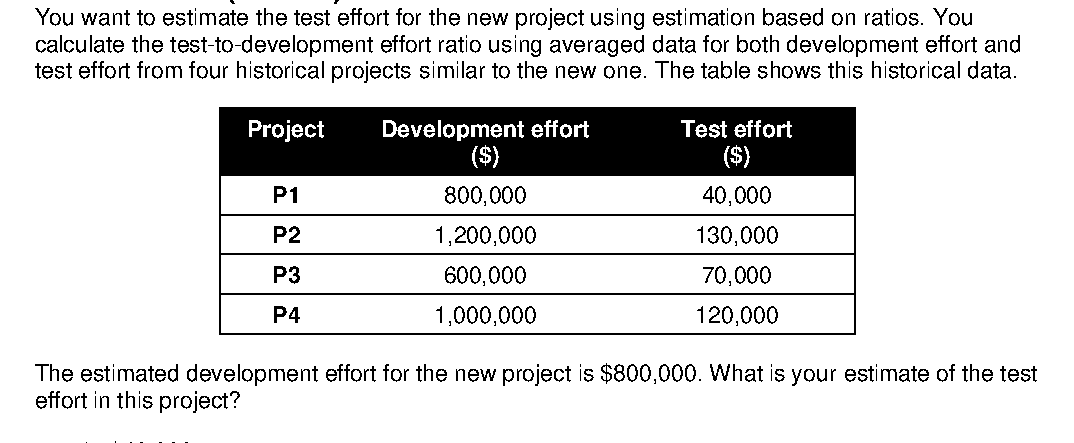 You want to estimate the test effort for the new project using estimation based on ratios. You
calculate the test-to-development effort ratio using averaged data for both development effort and
test effort from four historical projects similar to the new one. The table shows this historical data.
Project Development effort ($) Test effort ($)
P1 800,000 40,000
P2 1,200,000 130,000
P3 600,000 70,000
P4 1,000,000 120,000
The estimated development effort for the new project is $800,000. What is your estimate of the test
effort in this project?